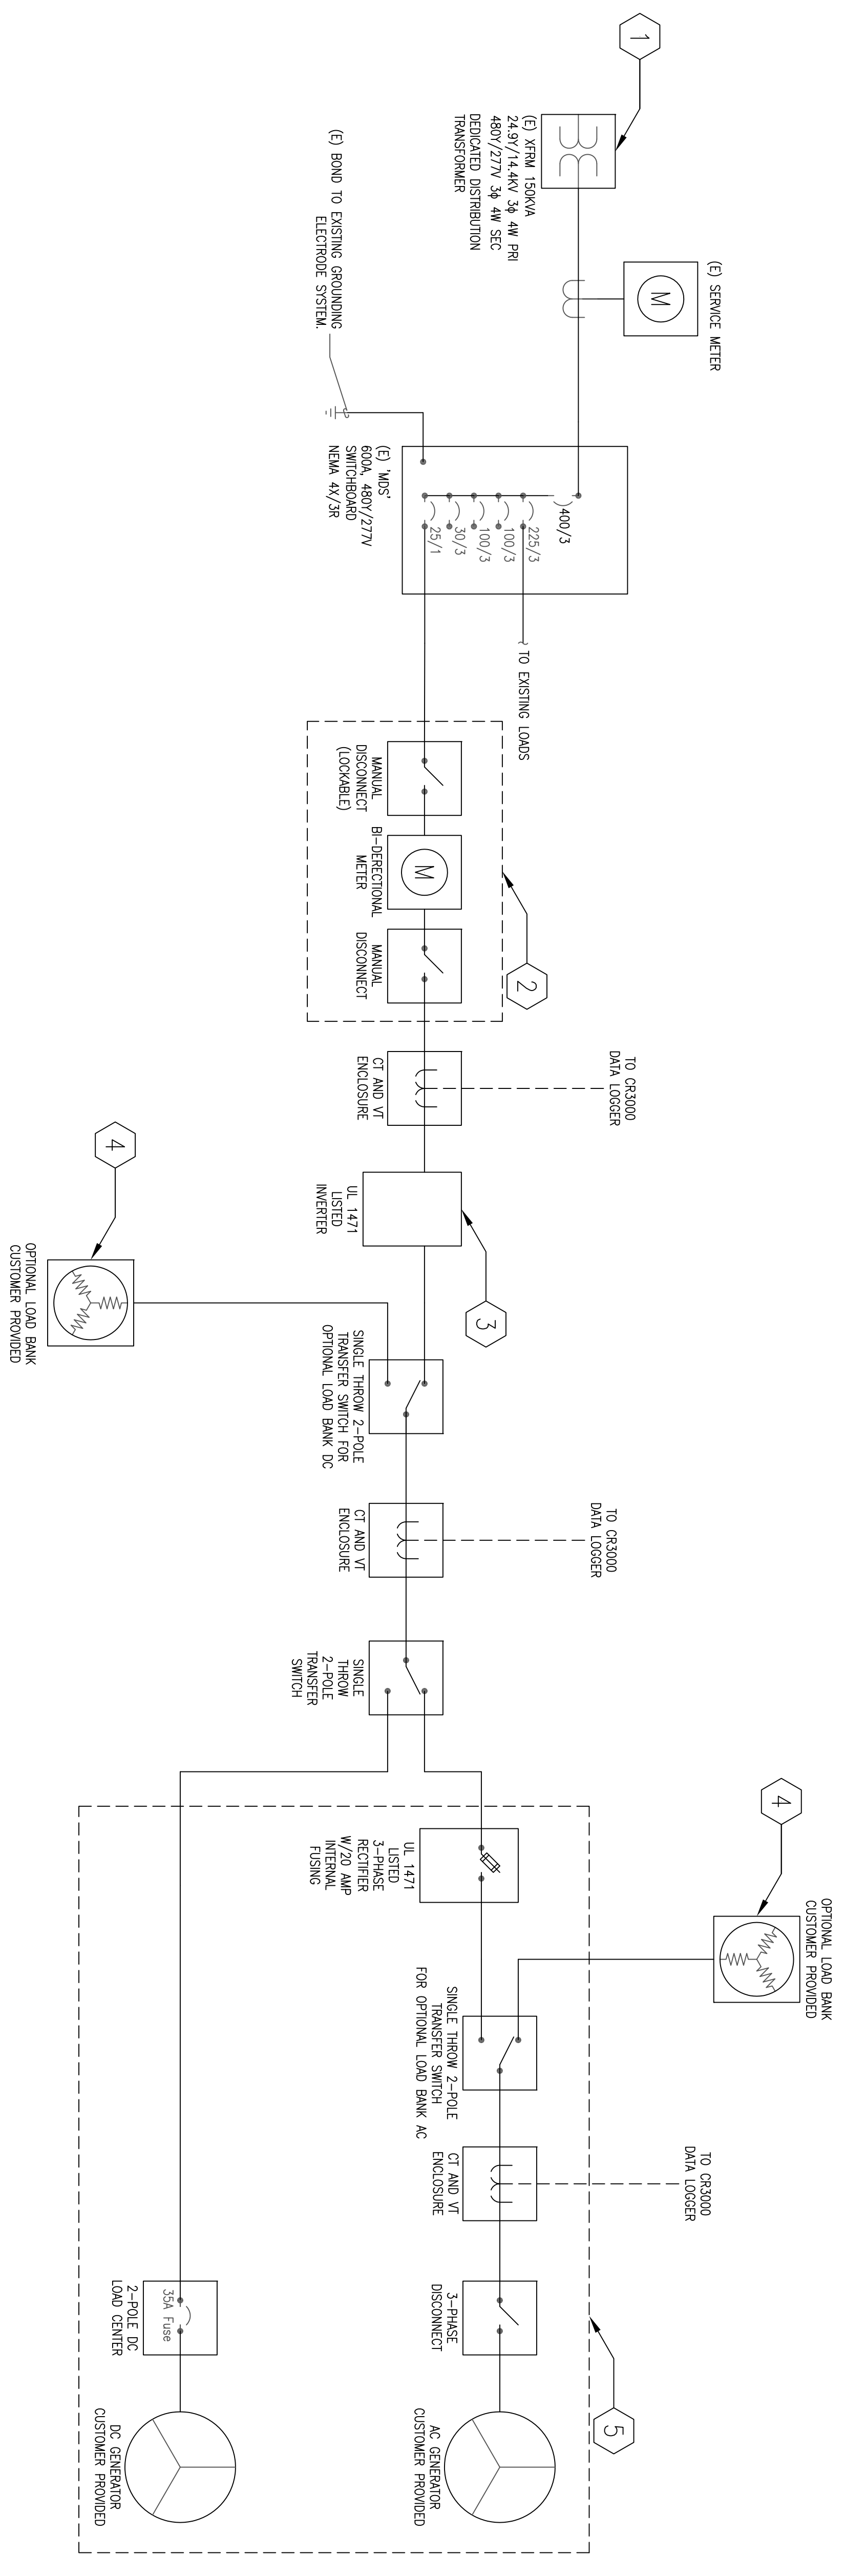 1
(E) XFRM 150KVA
24.9Y/14.4KV 3ϕ 4W PRI
480Y/277V 3ϕ 4W SEC
DEDICATED DISTRIBUTION
TRANSFORMER
(E) SERVICE METER
M
(E) BOND TO EXISTING GROUNDING
ELECTRODE SYSTEM.
(E) 'MDS'
600A, 480Y/277V
SWITCHBOARD
NEMA 4X/3R
400/3
225/3
100/3
100/3
30/3
25/1
TO EXISTING LOADS
MANUAL
DISCONNECT
(LOCKABLE)
M
BI-DERECTIONAL
METER
MANUAL
DISCONNECT
2
TO CR3000
DATA LOGGER
CT AND VT
ENCLOSURE
UL 1471
LISTED
INVERTER
3
4
OPTIONAL LOAD BANK
CUSTOMER PROVIDED
SINGLE THROW 2-POLE
TRANSFER SWITCH FOR
OPTIONAL LOAD BANK DC
TO CR3000
DATA LOGGER
CT AND VT
ENCLOSURE
SINGLE
THROW
2-POLE
TRANSFER
SWITCH
UL 1471
LISTED
3-PHASE
RECTIFIER
W/20 AMP
INTERNAL
FUSING
4
OPTIONAL LOAD BANK
CUSTOMER PROVIDED
SINGLE THROW 2-POLE
TRANSFER SWITCH
FOR OPTIONAL LOAD BANK AC
TO CR3000
DATA LOGGER
CT AND VT
ENCLOSURE
3-PHASE
DISCONNECT
AC GENERATOR
CUSTOMER PROVIDED
5
35A Fuse
2-POLE DC
LOAD CENTER
DC GENERATOR
CUSTOMER PROVIDED